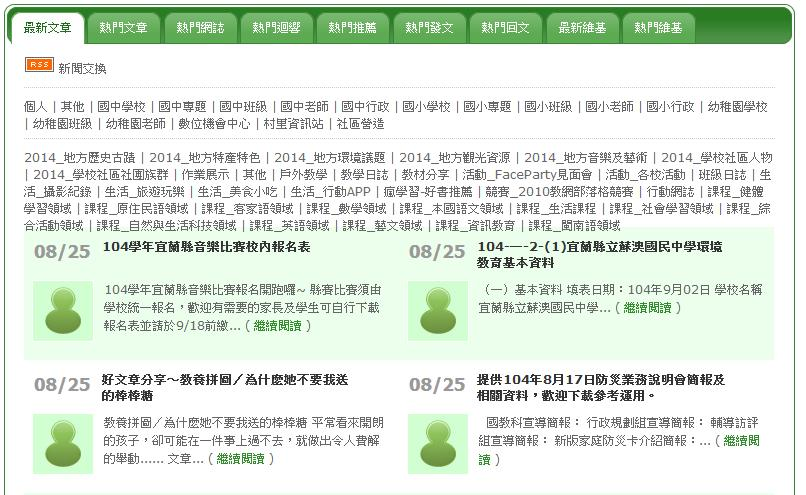 最新文章 熱門文章 熱門網誌 熱門迴響 熱門推薦 熱門發文 熱門回文 最新維基 熱門維基
RSS 新聞交換
個人 | 其他 | 國中學校 | 國中專題 | 國中班級 | 國中老師 | 國中行政 | 國小學校 | 國小專題 | 國小班級 | 國小老師 | 國小行政 | 幼稚園學校
| 幼稚園班級 | 幼稚園老師 | 數位機會中心 | 村里資訊站 | 社區營造
2014_地方歷史古蹟 | 2014_地方特產特色 | 2014_地方環境議題 | 2014_地方觀光資源 | 2014_地方音樂及藝術 | 2014_學校社區人物
| 2014_學校社區社團族群 | 作業展示 | 其他 | 戶外教學 | 教學日誌 | 教材分享 | 活動_FaceParty見面會 | 活動_各校活動 | 班級日誌 | 生
活_攝影紀錄 | 生活_旅遊玩樂 | 生活_美食小吃 | 生活_行動APP | 瘋學習-好書推薦 | 競賽_2010教網部落格競賽 | 行動網誌 | 課程_健體
學習領域 | 課程_原住民語領域 | 課程_客家語領域 | 課程_數學領域 | 課程_本國語文領域 | 課程_生活課程 | 課程_社會學習領域 | 課程_綜
合活動領域 | 課程_自然與生活科技領域 | 課程_英語領域 | 課程_藝文領域 | 課程_資訊教育 | 課程_閩南語領域
08/25 104學年宜蘭縣音樂比賽校內報名表
104學年宜蘭縣音樂比賽報名開跑囉~ 縣賽比賽須由
學校統一報名，歡迎有需要的家長及學生可自行下載
報名表並請於9/18前繳... ( 繼續閱讀 )
08/25 104-一-2-(1)宜蘭縣立蘇澳國民中學環境
教育基本資料
（一）基本資料 填表日期：104年9月02日 學校名稱
宜蘭縣立蘇澳國民中學... ( 繼續閱讀 )
08/25 好文章分享～教養拼圖／為什麼她不要我送
的棒棒糖
教養拼圖／為什麼她不要我送的棒棒糖 平常看來開朗
的孩子，卻可能在一件事上過不去，就做出令人費解
的舉動...... 文章... ( 繼續閱讀 )
08/25 提供104年8月17日防災業務說明會簡報及
相關資料，歡迎下載參考運用。
國教科宣導簡報： 行政規劃組宣導簡報： 輔導訪評
組宣導簡報： 新版家庭防災卡介紹簡報：... ( 繼續閱
讀 )